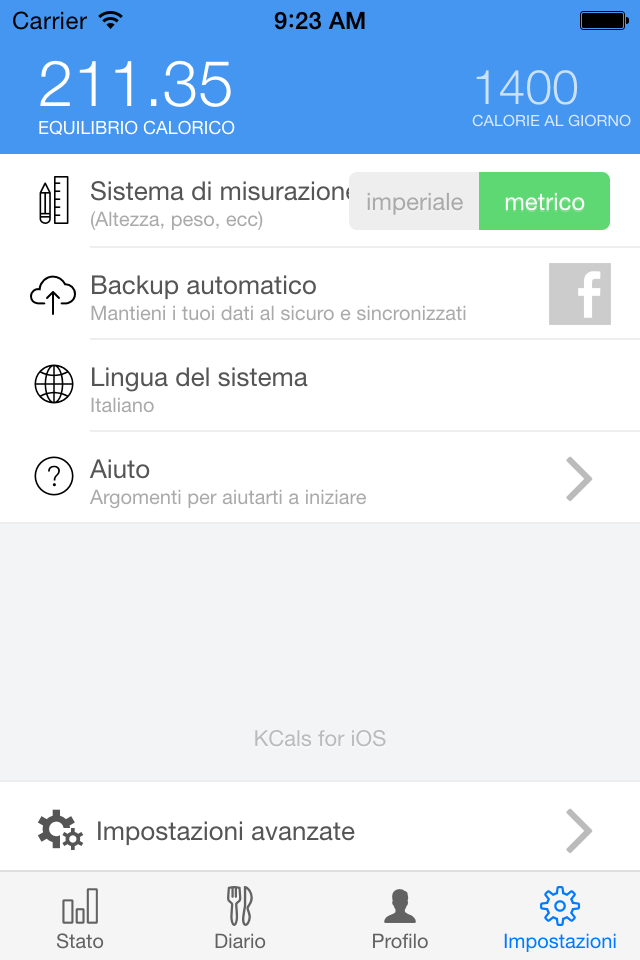 Carrier 9:23 AM
211.35
EQUILIBRIO CALORICO
1400
CALORIE AL GIORNO
Sistema di misurazione
(Altezza, peso, ecc)
imperiale metrico
Backup automatico
Mantieni i tuoi dati al sicuro e sincronizzati
f
Lingua del sistema
Italiano
?
Aiuto
Argomenti per aiutarti a iniziare
KCals for iOS
Impostazioni avanzate
Stato Diario Profilo Impostazioni